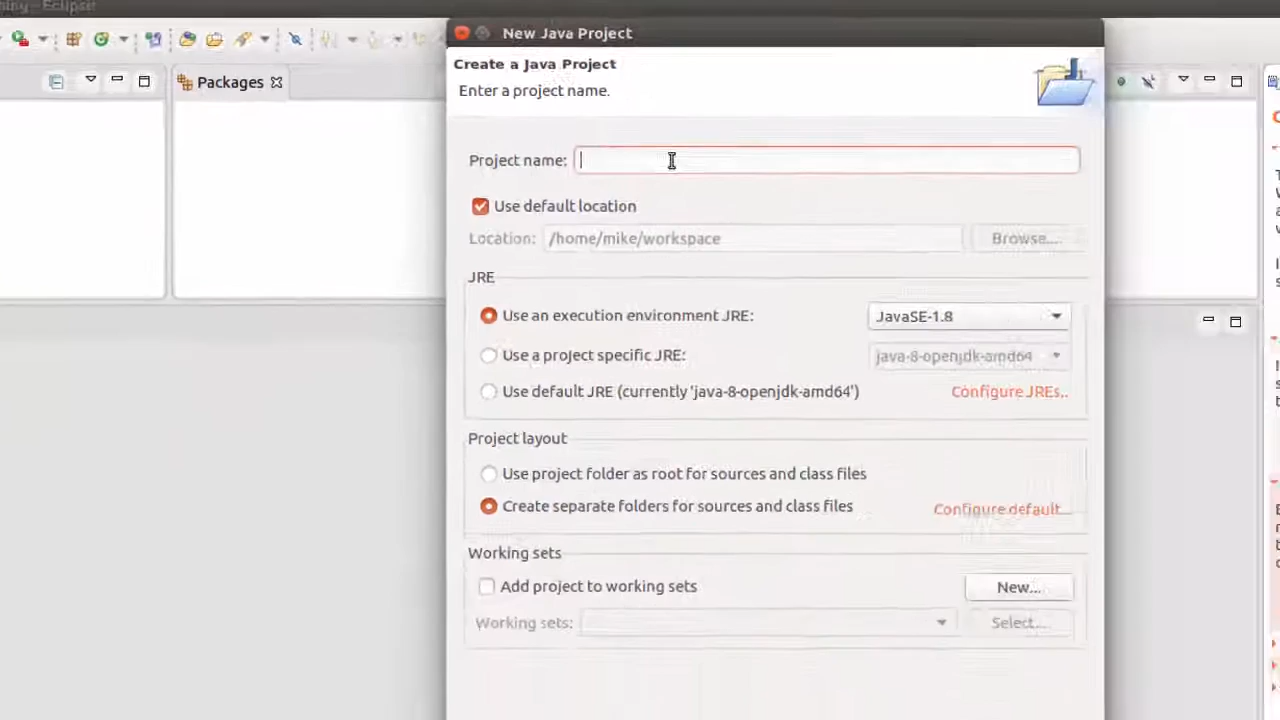 Eclipse
New Java Project
Create a Java Project
Enter a project name.
Packages
Project name:
Use default location
Location: /home/mike/workspace Browse...
JRE
Use an execution environment JRE: JavaSE-1.8
Use a project specific JRE: java-8-openjdk-amd64
Use default JRE (currently 'java-8-openjdk-amd64') Configure JREs..
Project layout
Use project folder as root for sources and class files
Create separate folders for sources and class files Configure default...
Working sets
Add project to working sets New...
Working sets: Select...